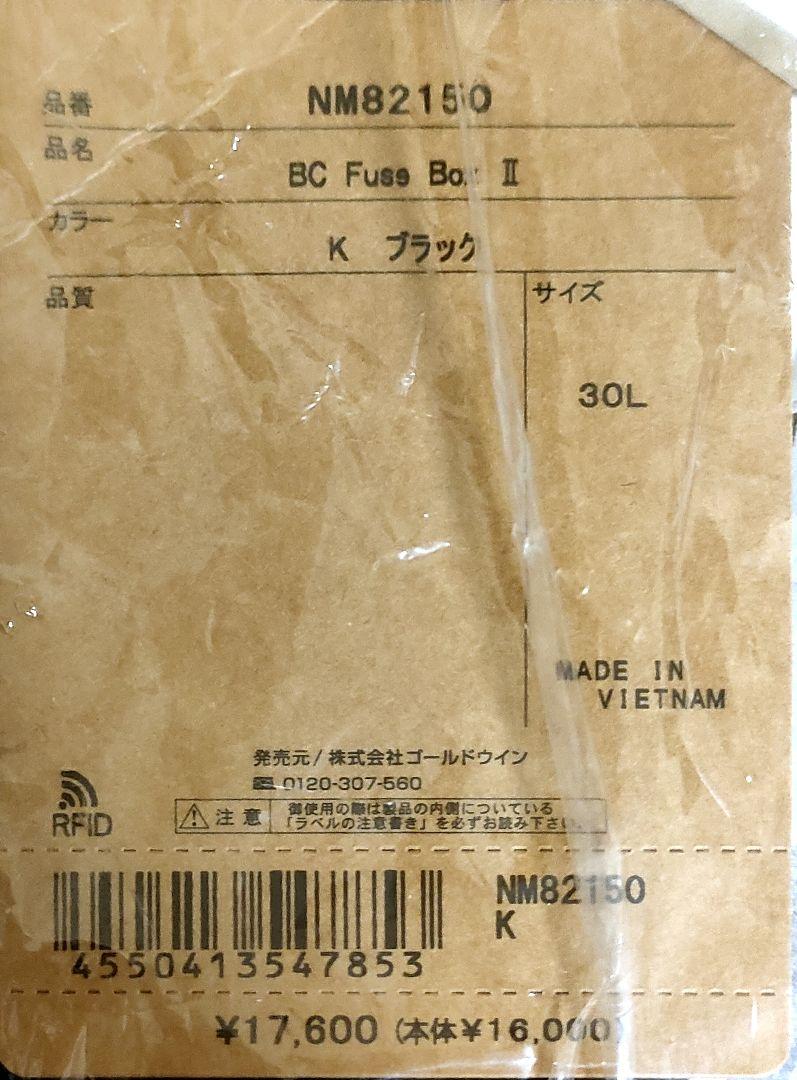 品番 NM82150
品名
BC Fuse Box Ⅱ
カラー
K ブラック
品質
サイズ
30L
MADE IN
VIETNAM
発売元/株式会社ゴールドウイン
0120-307-560
RFID
注意
御使用の際は製品の内側についている
「ラベルの注意書き」を必ずお読み下さい。
NM82150
K
4550413547853
¥17,600 (本体¥16,000)